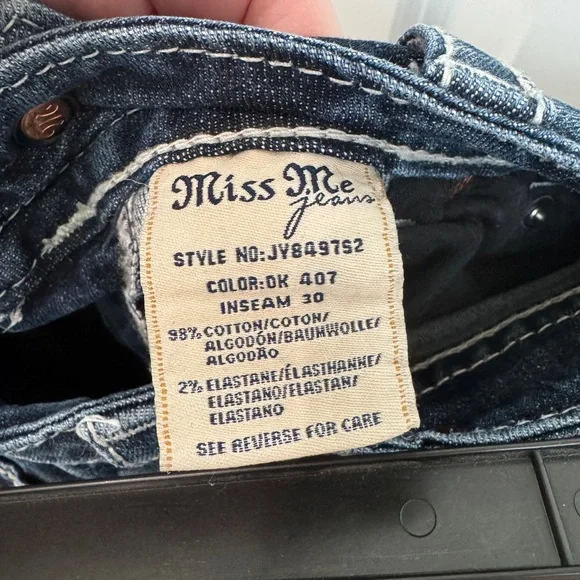 Miss Me
jeans
STYLE NO:JY8497S2
COLOR:DK 407
INSEAM 30
98% COTTON/COTON/
ALGODÓN/BAUMWOLLE/
ALGODÃO
2% ELASTANE/ÉLASTHANNE/
ELASTANO/ELASTAN/
ELASTANO
SEE REVERSE FOR CARE